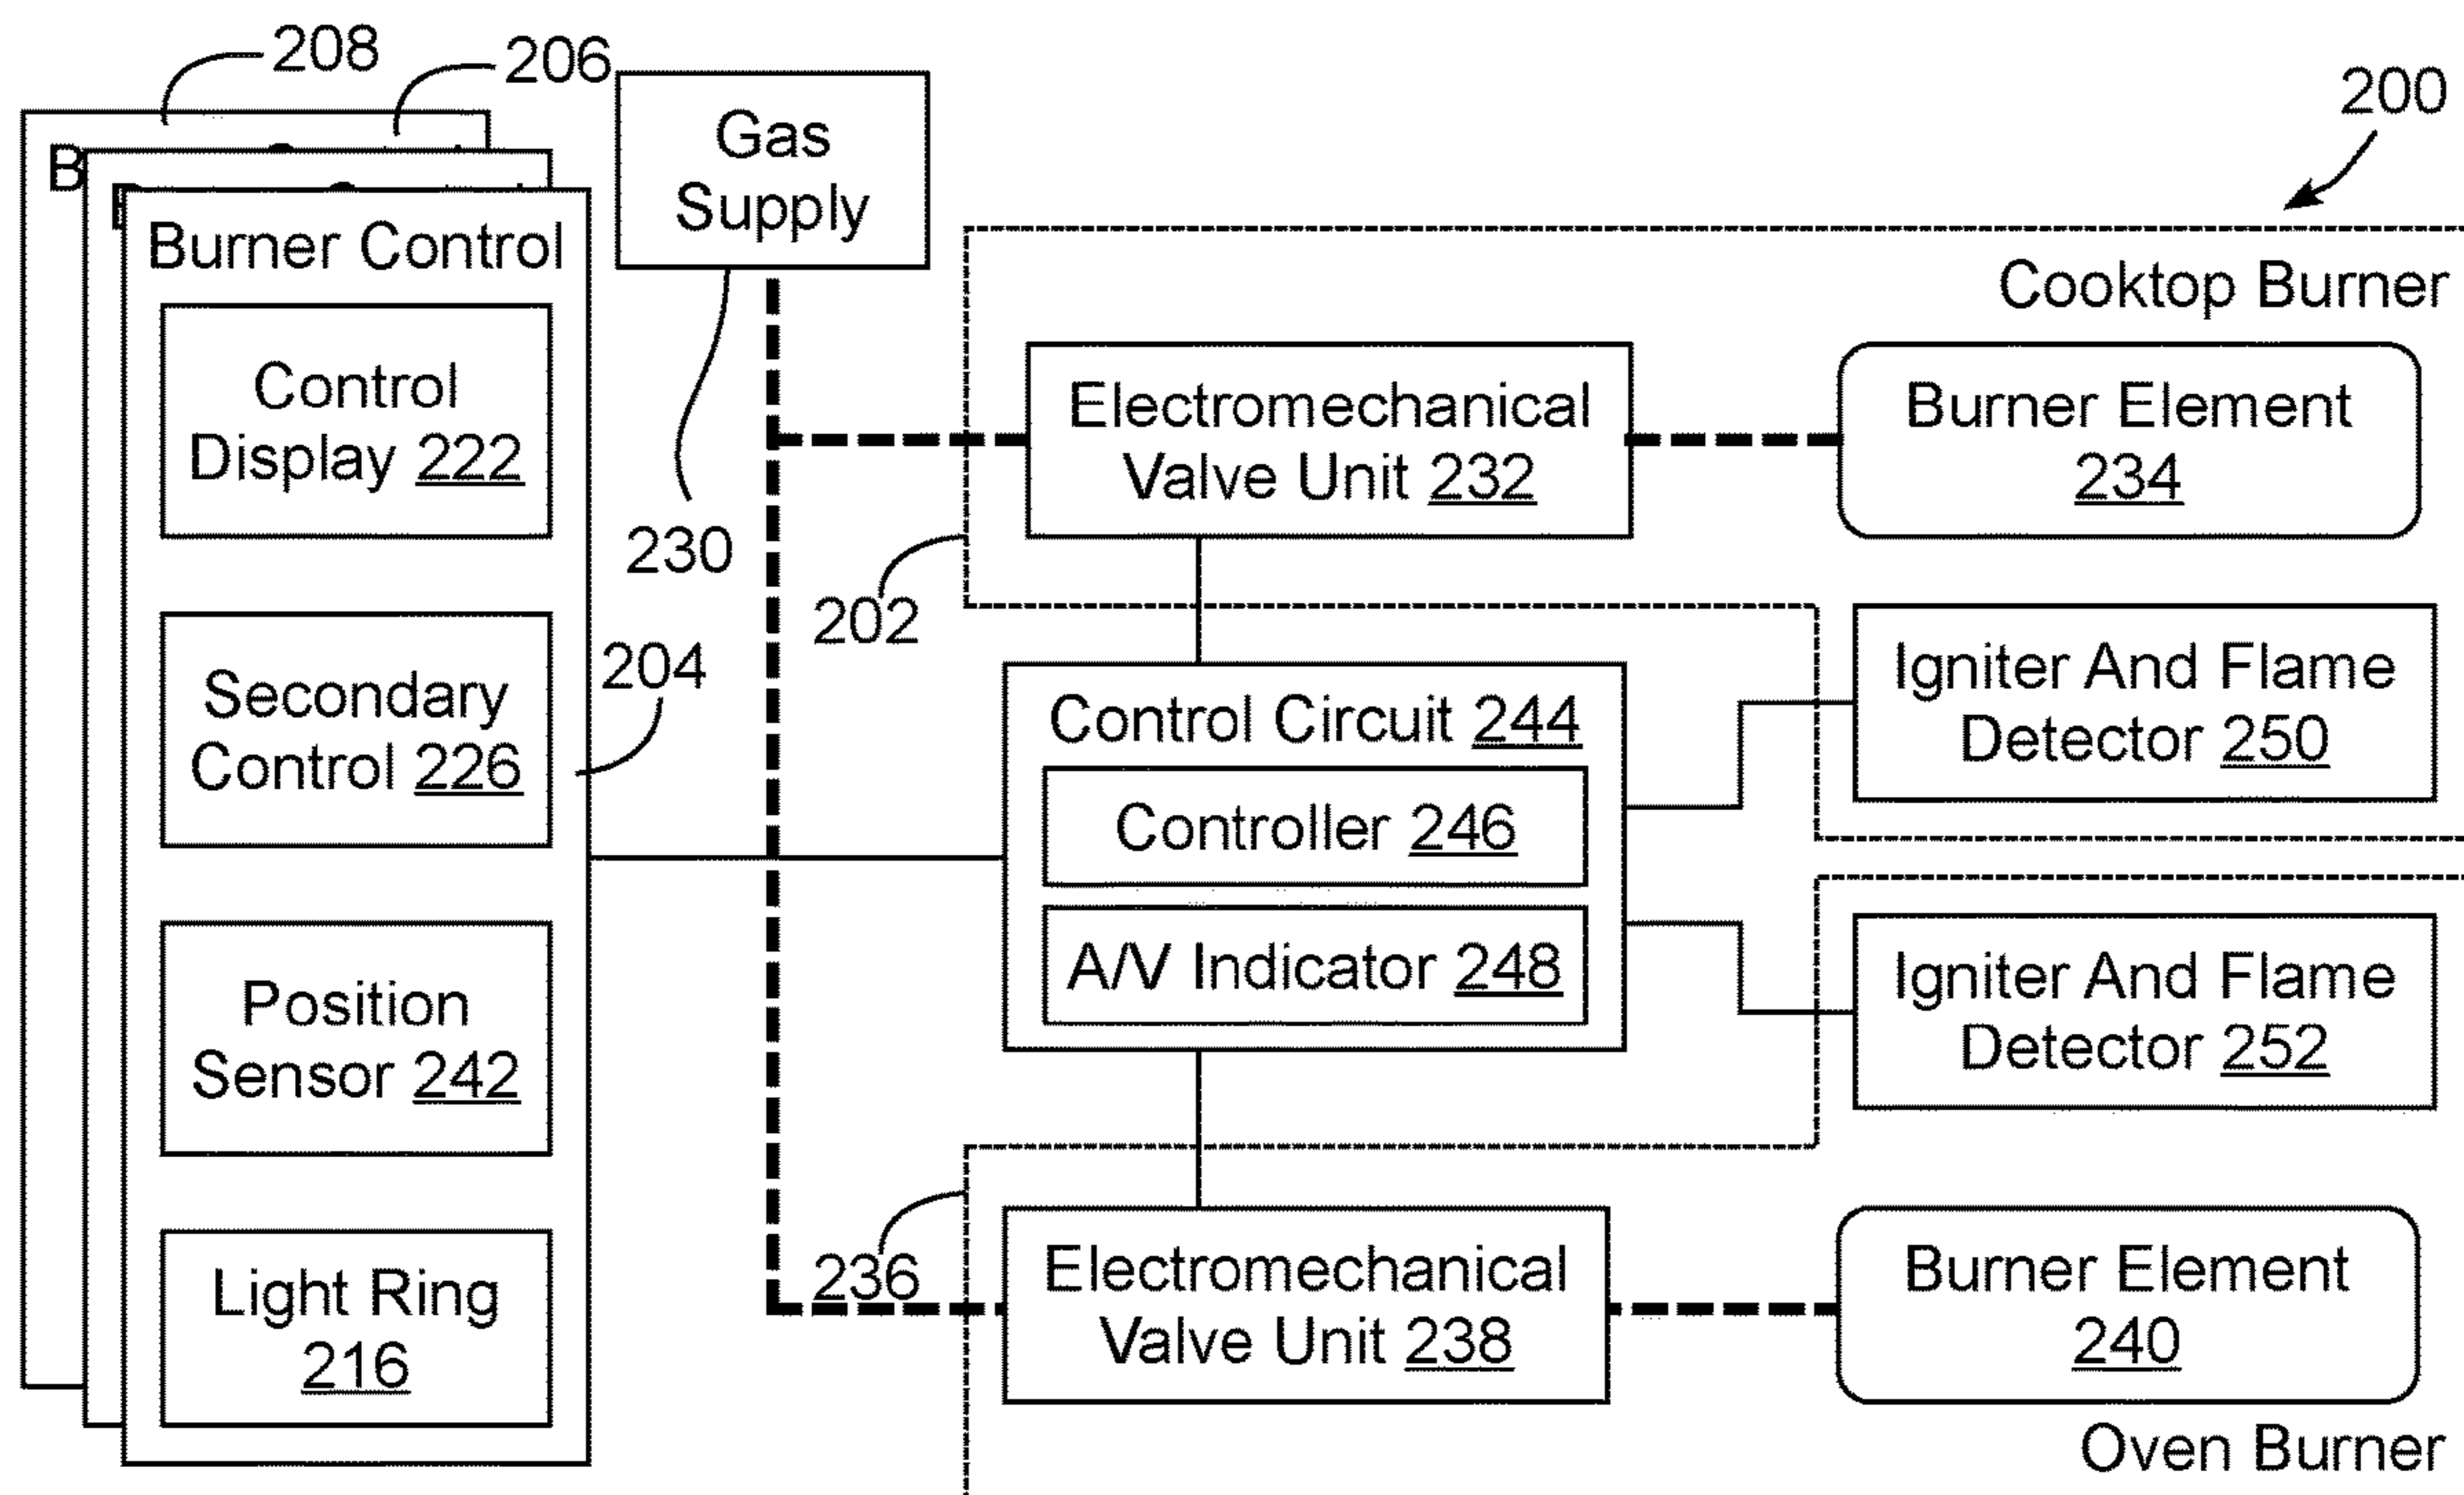 208
206
200
Gas
Supply
Burner Control
Cooktop Burner
Control
Display 222
Electromechanical
Valve Unit 232
Burner Element
234
230
202
Secondary
Control 226
204
Control Circuit 244
Controller 246
A/V Indicator 248
Igniter And Flame
Detector 250
Igniter And Flame
Detector 252
Position
Sensor 242
Light Ring
216
236
Electromechanical
Valve Unit 238
Burner Element
240
Oven Burner